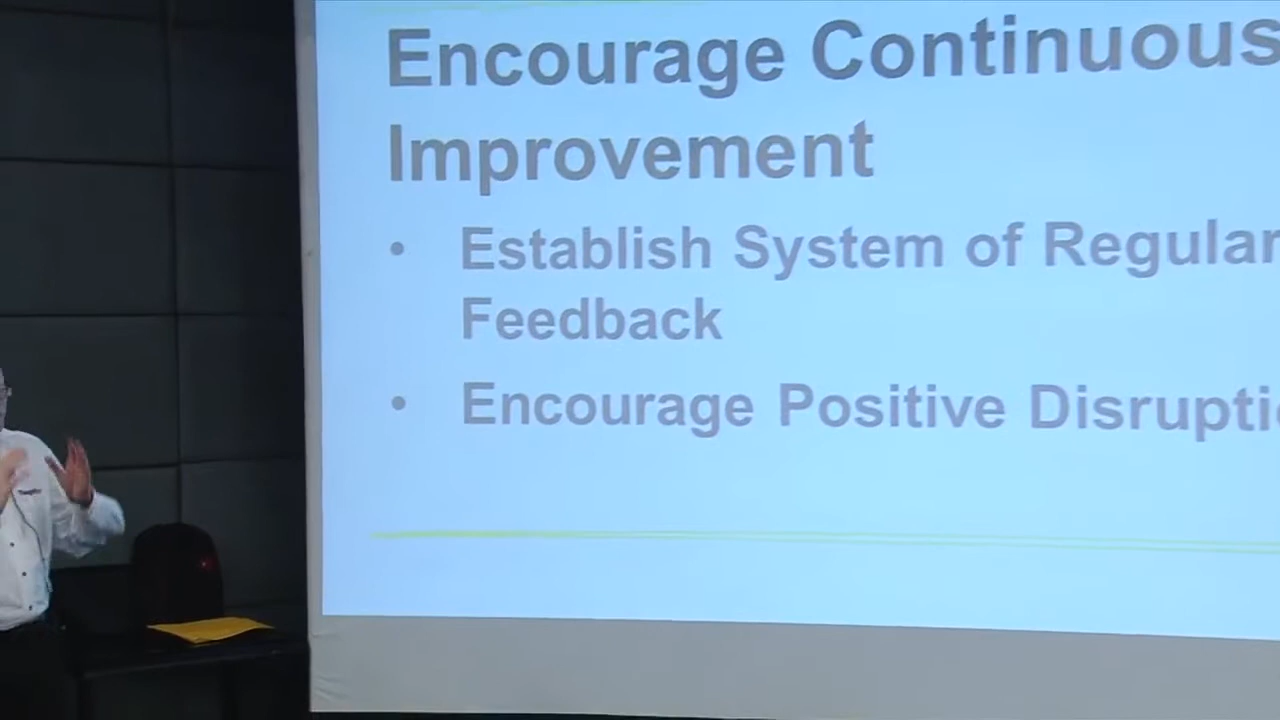 Encourage Continuous
Improvement
• Establish System of Regular
Feedback
• Encourage Positive Disrupti